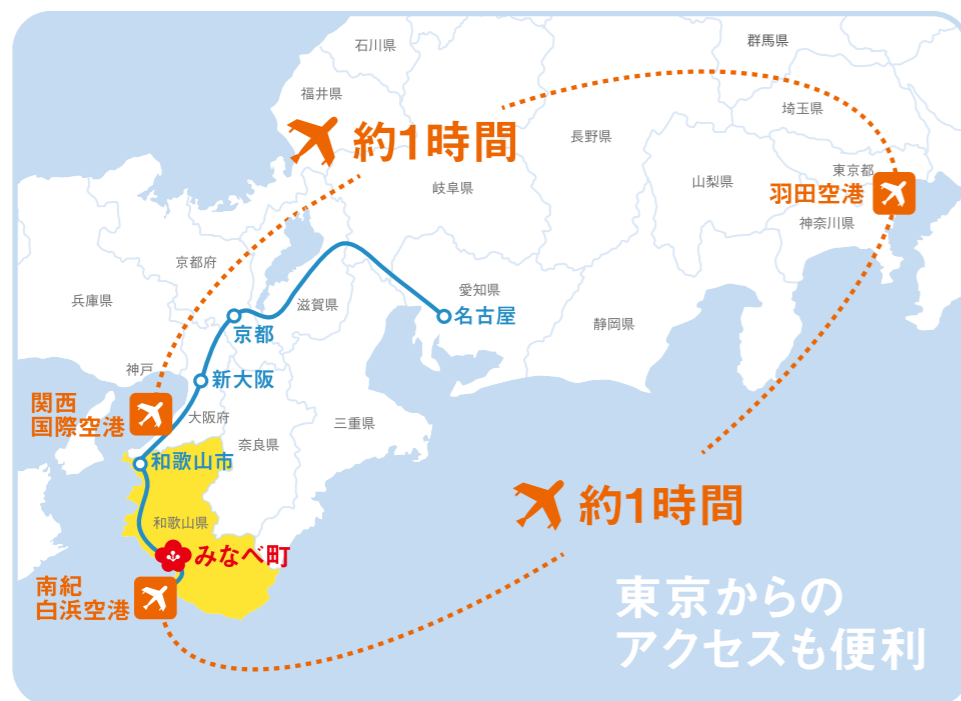 石川県
群馬県
福井県
埼玉県
約1時間
長野県
東京都
岐阜県
山梨県
羽田空港
神奈川県
京都府
兵庫県
滋賀県
愛知県
名古屋
静岡県
京都
神戸
新大阪
関西
国際空港
大阪府
三重県
奈良県
和歌山市
約1時間
和歌山県
みなべ町
南紀
白浜空港
東京からの
アクセスも便利